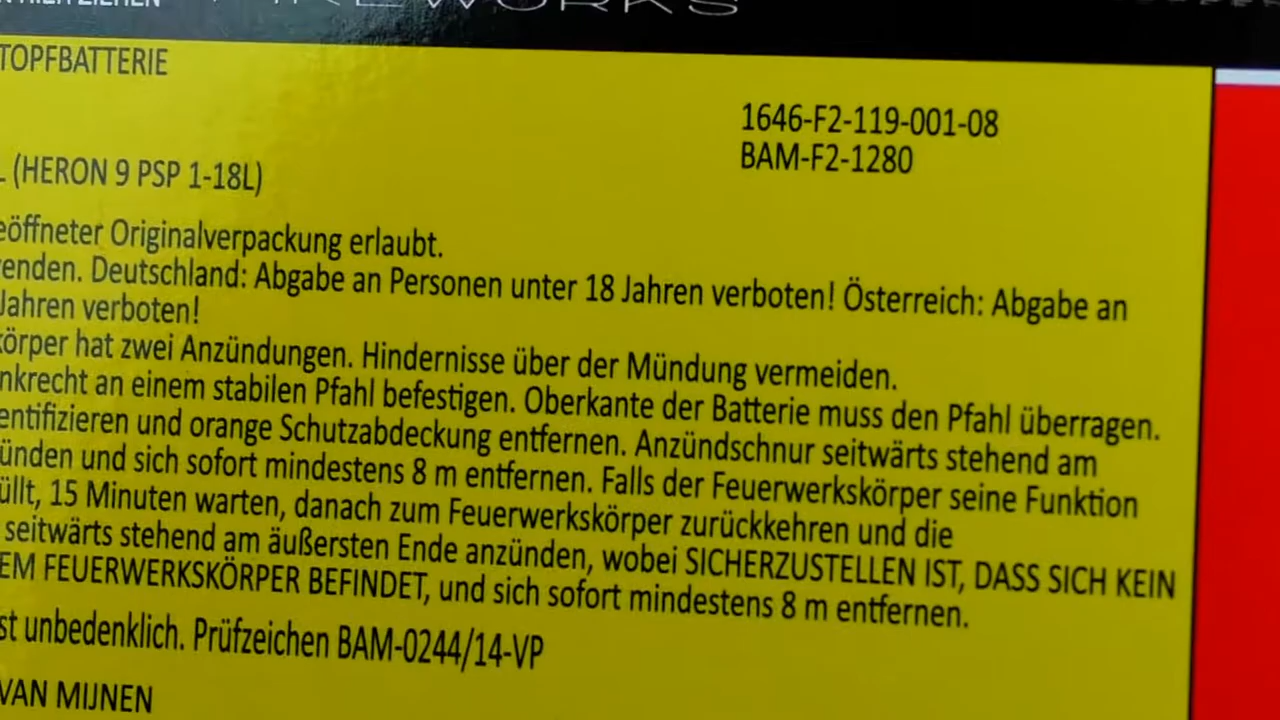 HIER ZIEHEN
WORKS
TOPFBATTERIE
1646-F2-119-001-08
BAM-F2-1280
(HERON 9 PSP 1-18L)
eöffneter Originalverpackung erlaubt.
enden. Deutschland: Abgabe an Personen unter 18 Jahren verboten! Österreich: Abgabe an
Jahren verboten!
körper hat zwei Anzündungen. Hindernisse über der Mündung vermeiden.
nkrecht an einem stabilen Pfahl befestigen. Oberkante der Batterie muss den Pfahl überragen.
entifizieren und orange Schutzabdeckung entfernen. Anzündschnur seitwärts stehend am
ünden und sich sofort mindestens 8 m entfernen. Falls der Feuerwerkskörper seine Funktion
üllt, 15 Minuten warten, danach zum Feuerwerkskörper zurückkehren und die
seitwärts stehend am äußersten Ende anzünden, wobei SICHERZUSTELLEN IST, DASS SICH KEIN
EM FEUERWERKSKÖRPER BEFINDET, und sich sofort mindestens 8 m entfernen.
st unbedenklich. Prüfzeichen BAM-0244/14-VP
VAN MIJNEN